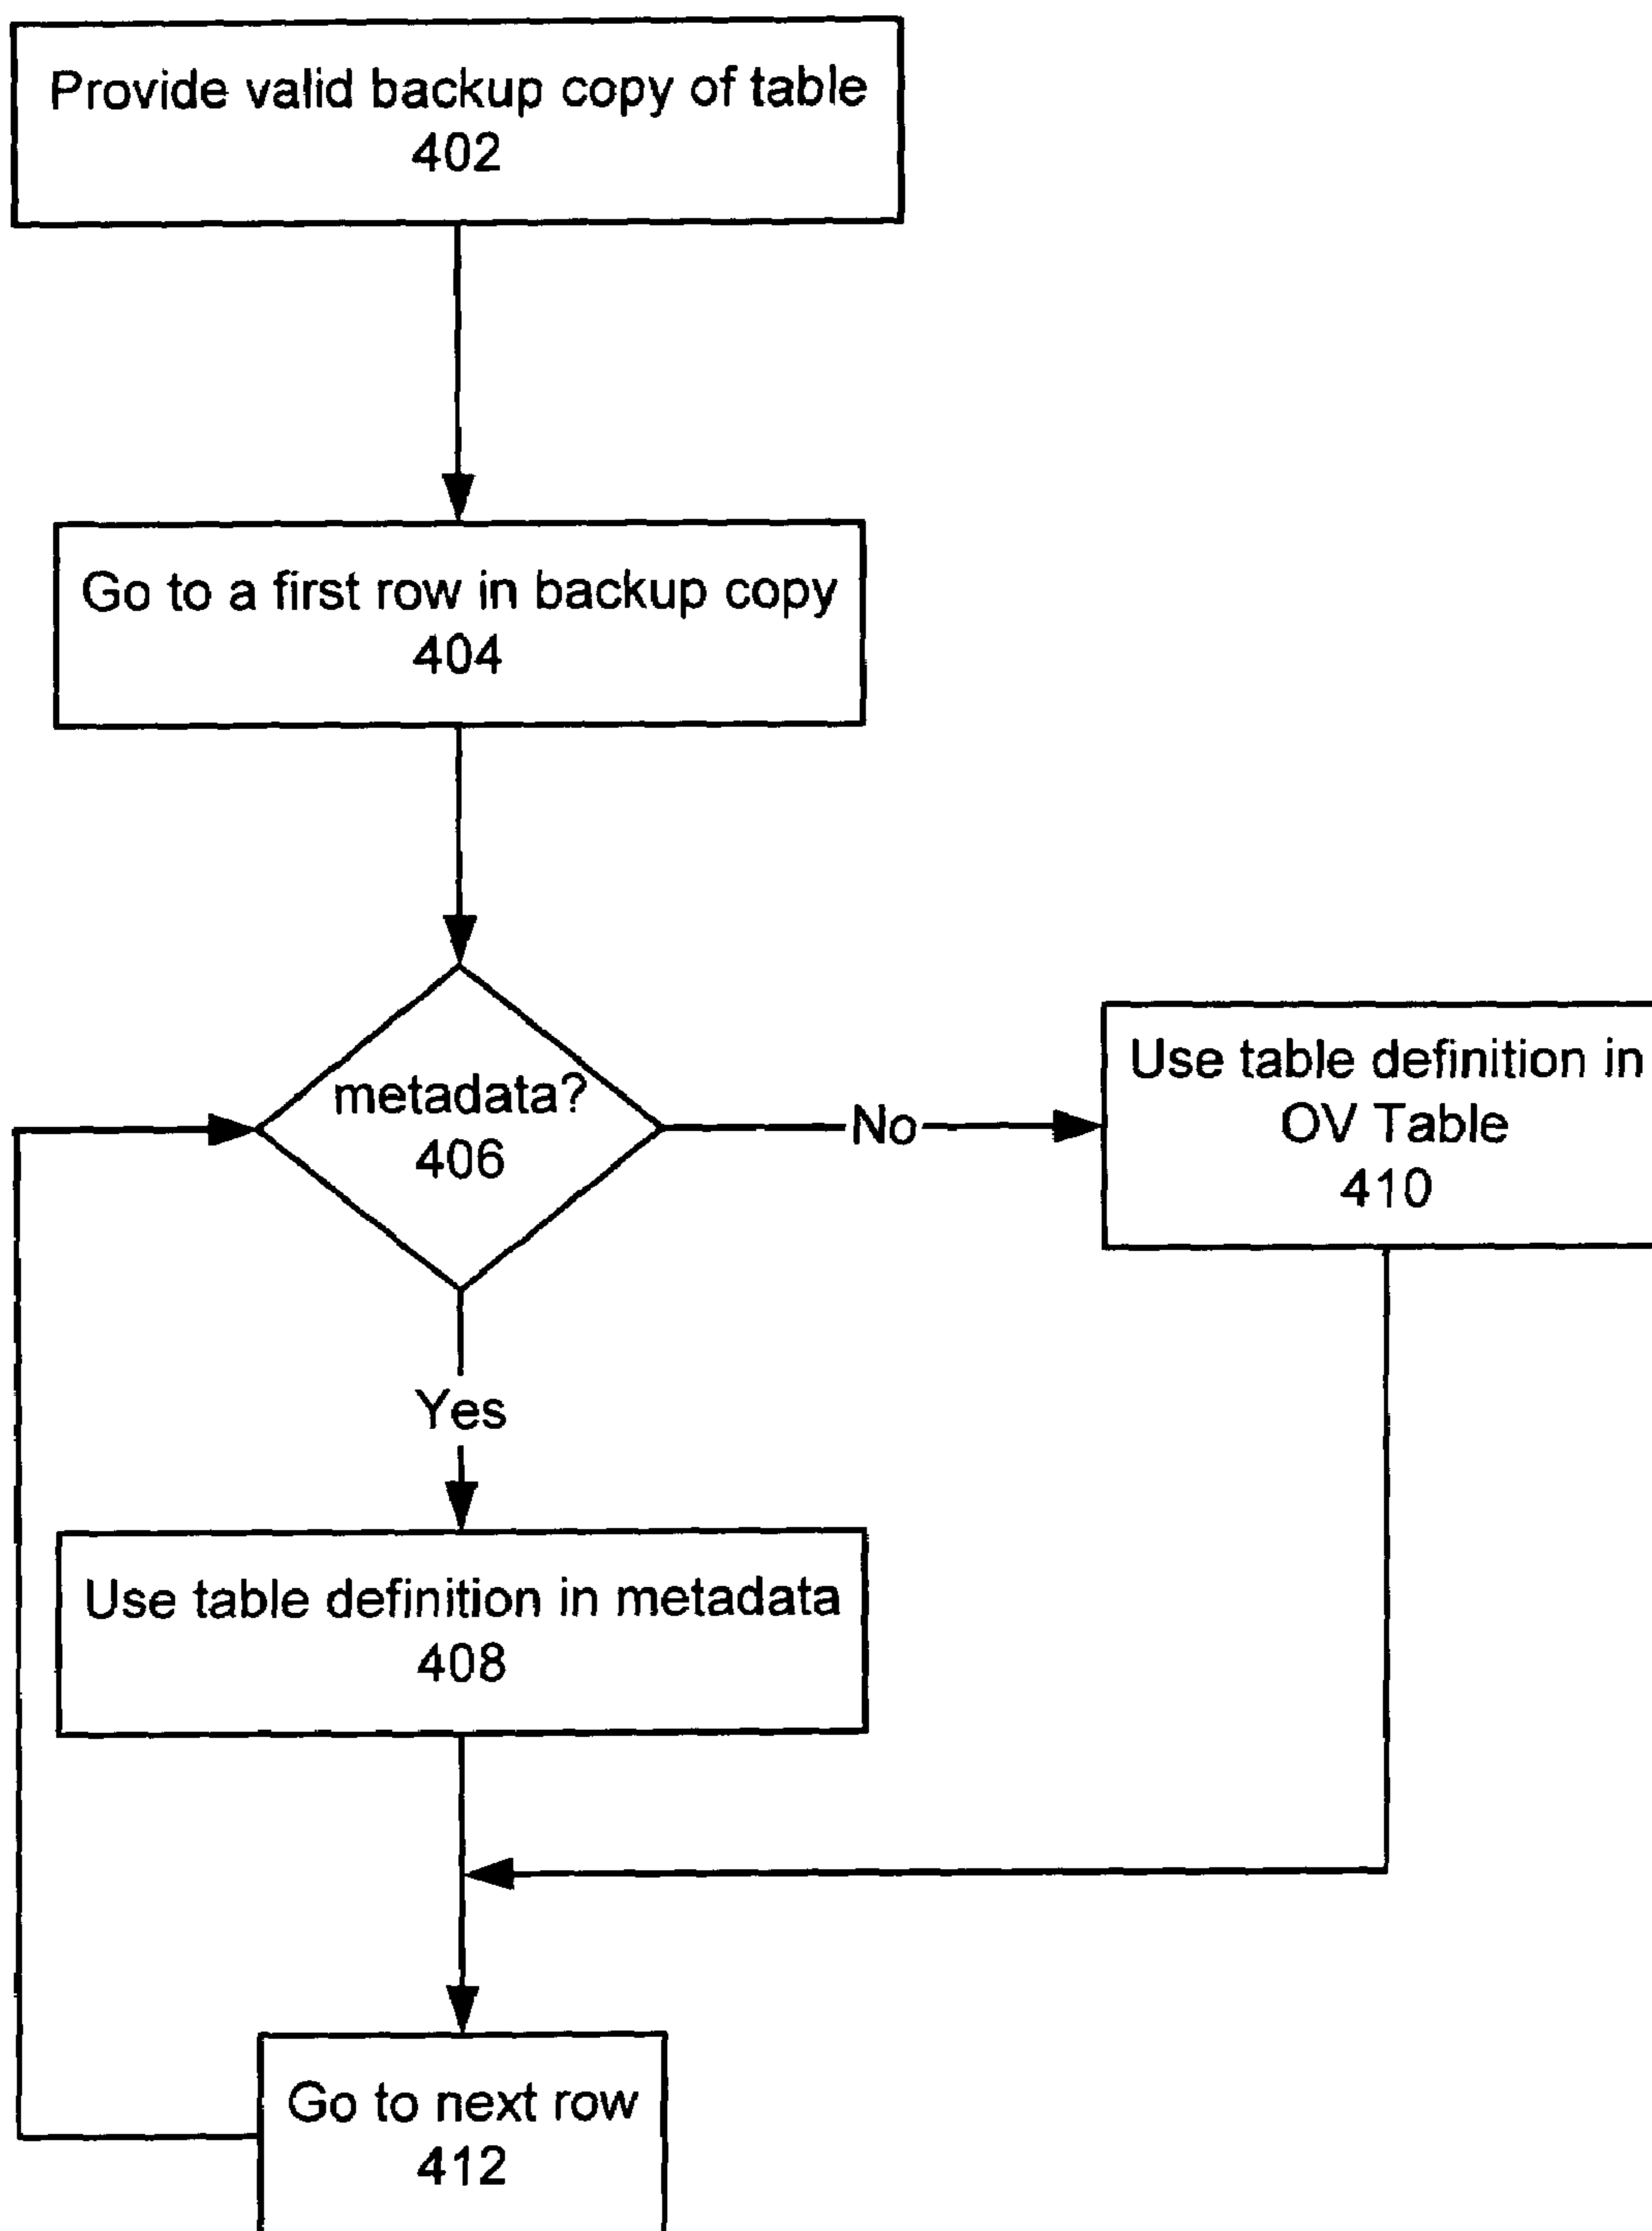 Provide valid backup copy of table
402
Go to a first row in backup copy
404
metadata?
406
No
Use table definition in
OV Table
410
Yes
Use table definition in metadata
408
Go to next row
412